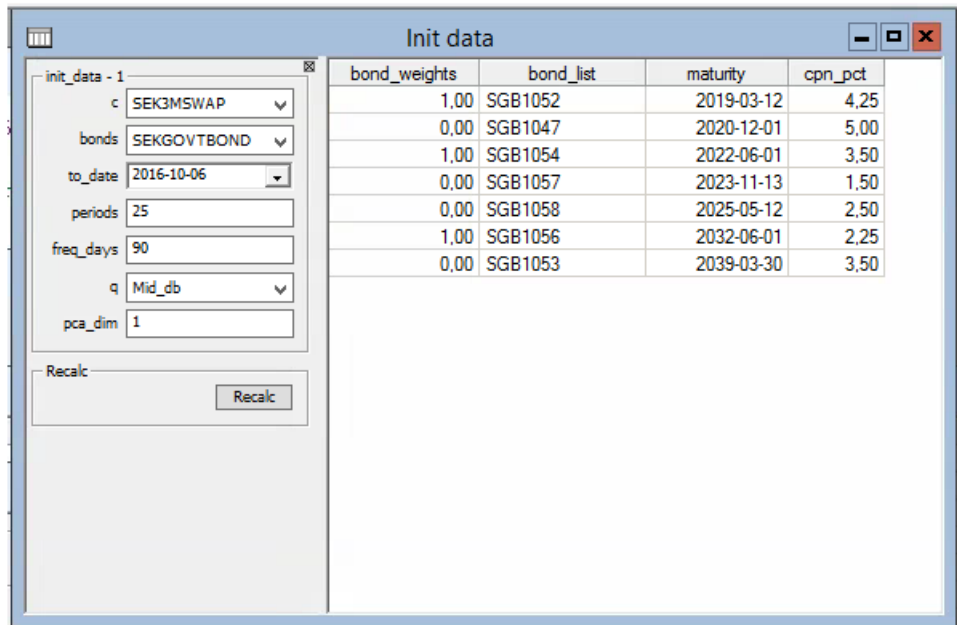 Init data
init_data - 1
c SEK3MSWAP
bonds SEKGOVTBOND
to_date 2016-10-06
periods 25
freq_days 90
q Mid_db
pca_dim 1
Recalc
Recalc
bond_weights bond_list maturity cpn_pct
1,00 SGB1052 2019-03-12 4,25
0,00 SGB1047 2020-12-01 5,00
1,00 SGB1054 2022-06-01 3,50
0,00 SGB1057 2023-11-13 1,50
0,00 SGB1058 2025-05-12 2,50
1,00 SGB1056 2032-06-01 2,25
0,00 SGB1053 2039-03-30 3,50